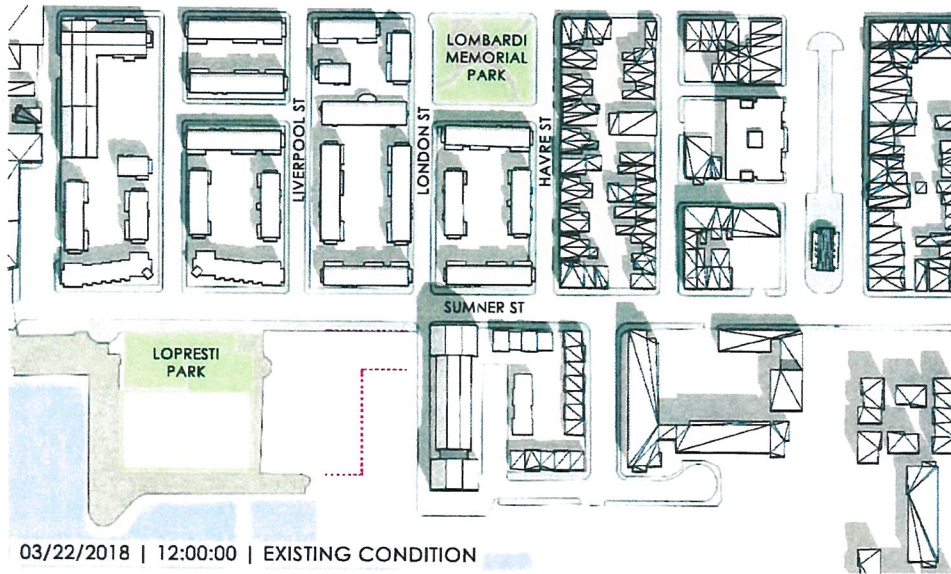 LOMBARDI
MEMORIAL
PARK
LIVERPOOL ST
LONDON ST
HAVRE ST
SUMNER ST
LOPRESTI
PARK
03/22/2018 | 12:00:00 | EXISTING CONDITION